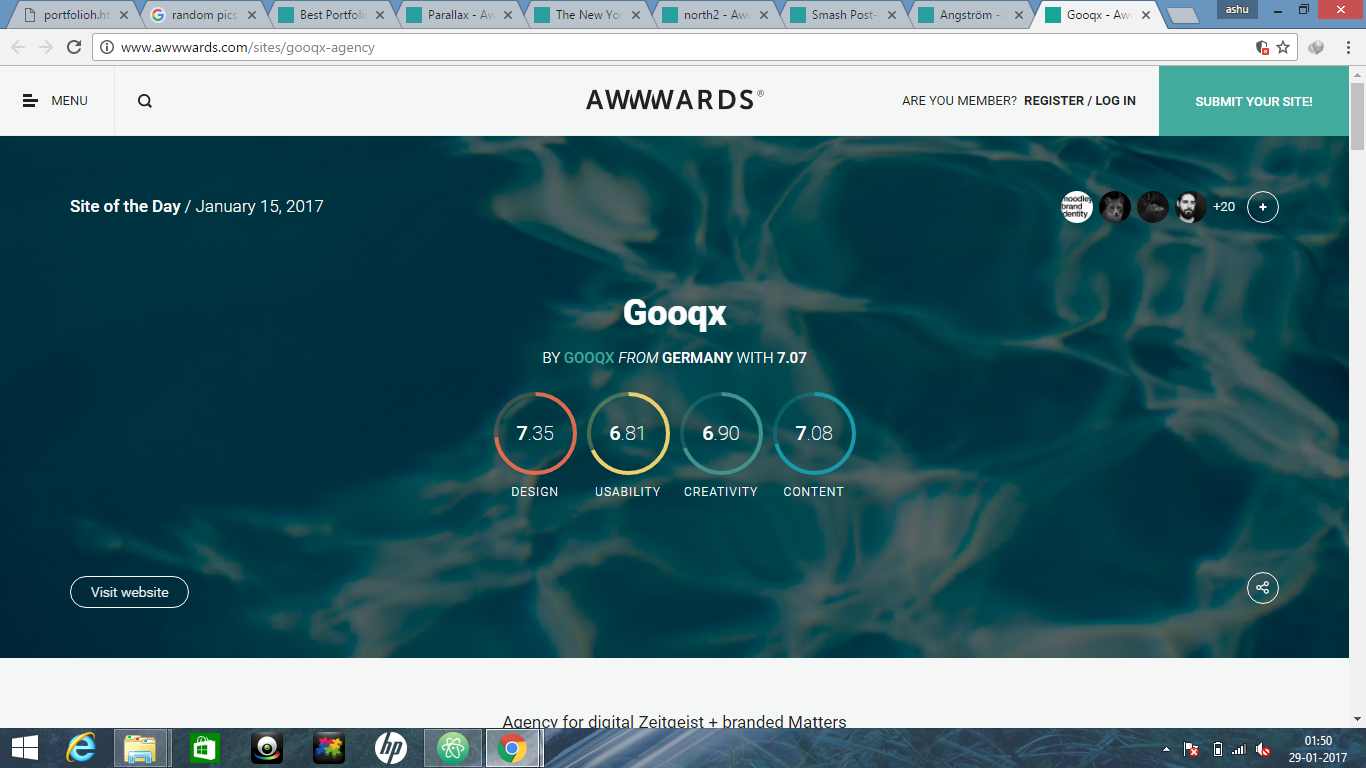 portfolioh.ht
random pics
Best Portfoli
Parallax - Aw
The New Yo
north2 - Aw
Smash Post-
Angström -
Gooqx - Aw
ashu
www.awwwards.com/sites/gooqx-agency
MENU
AWWWARDS®
ARE YOU MEMBER? REGISTER / LOG IN
SUBMIT YOUR SITE!
Site of the Day / January 15, 2017
moodley
brand
identity
+20
+
Gooqx
BY GOOQX FROM GERMANY WITH 7.07
7.35
6.81
6.90
7.08
DESIGN
USABILITY
CREATIVITY
CONTENT
Visit website
Agency for digital Zeitgeist + branded Matters
hp
01:50
29-01-2017